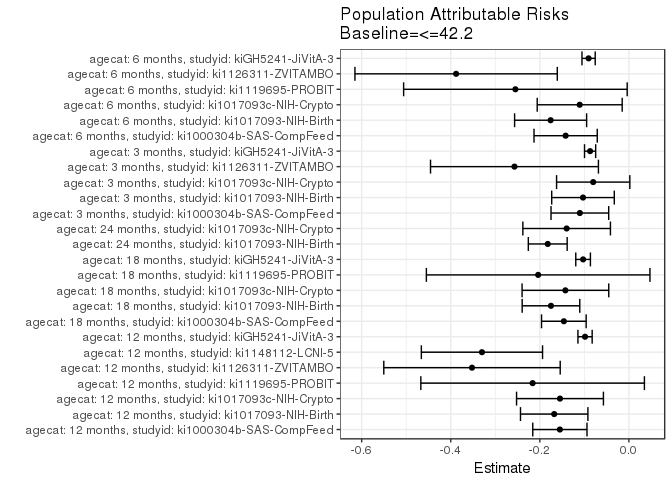 Population Attributable Risks
Baseline=<=42.2
agecat: 6 months, studyid: kiGH5241-JiVitA-3
agecat: 6 months, studyid: ki1126311-ZVITAMBO
agecat: 6 months, studyid: ki1119695-PROBIT
agecat: 6 months, studyid: ki1017093c-NIH-Crypto
agecat: 6 months, studyid: ki1017093-NIH-Birth
agecat: 6 months, studyid: ki1000304b-SAS-CompFeed
agecat: 3 months, studyid: kiGH5241-JiVitA-3
agecat: 3 months, studyid: ki1126311-ZVITAMBO
agecat: 3 months, studyid: ki1017093c-NIH-Crypto
agecat: 3 months, studyid: ki1017093-NIH-Birth
agecat: 3 months, studyid: ki1000304b-SAS-CompFeed
agecat: 24 months, studyid: ki1017093c-NIH-Crypto
agecat: 24 months, studyid: ki1017093-NIH-Birth
agecat: 18 months, studyid: kiGH5241-JiVitA-3
agecat: 18 months, studyid: ki1119695-PROBIT
agecat: 18 months, studyid: ki1017093c-NIH-Crypto
agecat: 18 months, studyid: ki1017093-NIH-Birth
agecat: 18 months, studyid: ki1000304b-SAS-CompFeed
agecat: 12 months, studyid: kiGH5241-JiVitA-3
agecat: 12 months, studyid: ki1148112-LCNI-5
agecat: 12 months, studyid: ki1126311-ZVITAMBO
agecat: 12 months, studyid: ki1119695-PROBIT
agecat: 12 months, studyid: ki1017093c-NIH-Crypto
agecat: 12 months, studyid: ki1017093-NIH-Birth
agecat: 12 months, studyid: ki1000304b-SAS-CompFeed
-0.6 -0.4 -0.2 0.0
Estimate